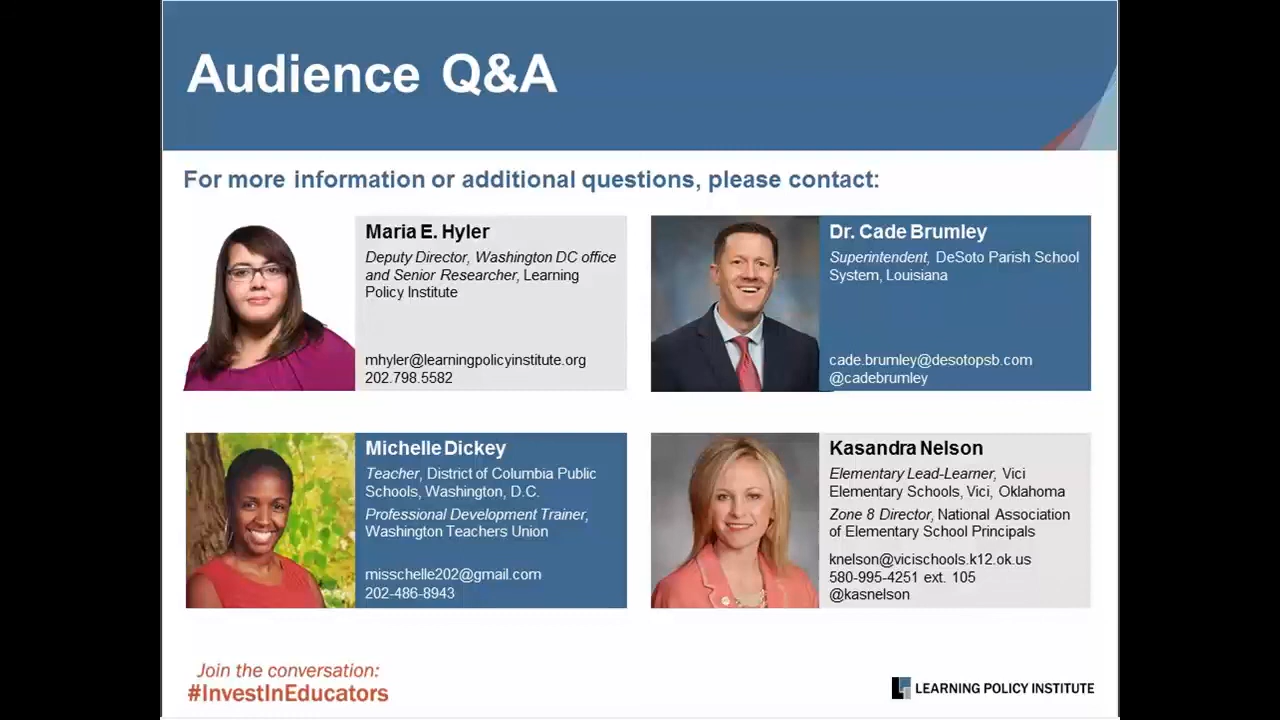 Audience Q&A
For more information or additional questions, please contact:
Maria E. Hyler
Deputy Director, Washington DC office
and Senior Researcher, Learning
Policy Institute
mhyler@learningpolicyinstitute.org
202.798.5582
Dr. Cade Brumley
Superintendent, DeSoto Parish School
System, Louisiana
cade.brumley@desotopsb.com
@cadebrumley
Michelle Dickey
Teacher, District of Columbia Public
Schools, Washington, D.C.
Professional Development Trainer,
Washington Teachers Union
misschelle202@gmail.com
202-486-8943
Kasandra Nelson
Elementary Lead-Learner, Vici
Elementary Schools, Vici, Oklahoma
Zone 8 Director, National Association
of Elementary School Principals
knelson@vicischools.k12.ok.us
580-995-4251 ext. 105
@kasnelson
Join the conversation:
#InvestInEducators
LEARNING POLICY INSTITUTE